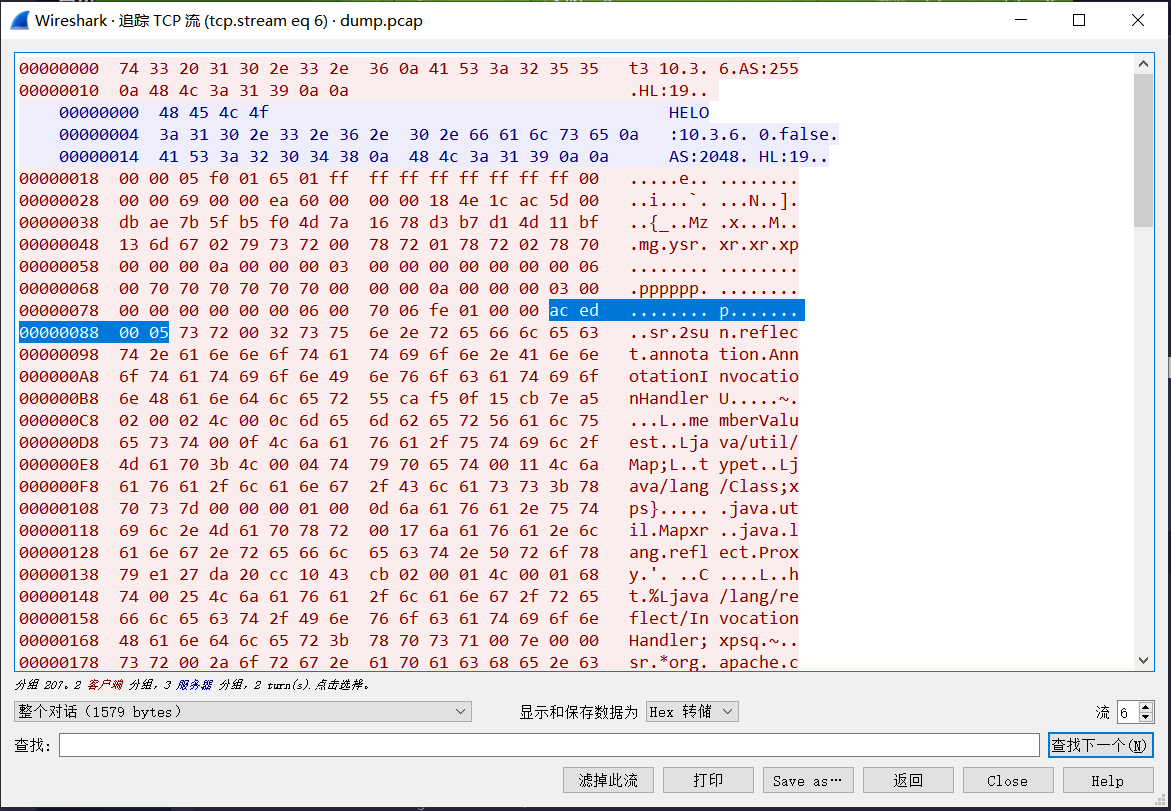 Wireshark · 追踪 TCP 流 (tcp.stream eq 6) · dump.pcap
00000000  74 33 20 31 30 2e 33 2e  36 0a 41 53 3a 32 35 35   t3 10.3. 6.AS:255
00000010  0a 48 4c 3a 31 39 0a 0a                            .HL:19..
00000000  48 45 4c 4f                                        HELO
00000004  3a 31 30 2e 33 2e 36 2e  30 2e 66 61 6c 73 65 0a   :10.3.6. 0.false.
00000014  41 53 3a 32 30 34 38 0a  48 4c 3a 31 39 0a 0a      AS:2048. HL:19..
00000018  00 00 05 f0 01 65 01 ff  ff ff ff ff ff ff ff 00   .....e.. ........
00000028  00 00 69 00 00 ea 60 00  00 00 18 4e 1c ac 5d 00   ..i...`. ...N..].
00000038  db ae 7b 5f b5 f0 4d 7a  16 78 d3 b7 d1 4d 11 bf   ..{_..Mz .x...M..
00000048  13 6d 67 02 79 73 72 00  78 72 01 78 72 02 78 70   .mg.ysr. xr.xr.xp
00000058  00 00 00 0a 00 00 00 03  00 00 00 00 00 00 00 06   ........ ........
00000068  00 70 70 70 70 70 70 00  00 00 0a 00 00 00 03 00   .pppppp. ........
00000078  00 00 00 00 00 00 06 00  70 06 fe 01 00 00 ac ed   ........ p.......
00000088  00 05 73 72 00 32 73 75  6e 2e 72 65 66 6c 65 63   ..sr.2su n.reflec
00000098  74 2e 61 6e 6e 6f 74 61  74 69 6f 6e 2e 41 6e 6e   t.annota tion.Ann
000000A8  6f 74 61 74 69 6f 6e 49  6e 76 6f 63 61 74 69 6f   otationI nvocatio
000000B8  6e 48 61 6e 64 6c 65 72  55 ca f5 0f 15 cb 7e a5   nHandler U.....~.
000000C8  02 00 02 4c 00 0c 6d 65  6d 62 65 72 56 61 6c 75   ...L..me mberValu
000000D8  65 73 74 00 0f 4c 6a 61  76 61 2f 75 74 69 6c 2f   est..Lja va/util/
000000E8  4d 61 70 3b 4c 00 04 74  79 70 65 74 00 11 4c 6a   Map;L..t ypet..Lj
000000F8  61 76 61 2f 6c 61 6e 67  2f 43 6c 61 73 73 3b 78   ava/lang /Class;x
00000108  70 73 7d 00 00 00 01 00  0d 6a 61 76 61 2e 75 74   ps}..... .java.ut
00000118  69 6c 2e 4d 61 70 78 72  00 17 6a 61 76 61 2e 6c   il.Mapxr ..java.l
00000128  61 6e 67 2e 72 65 66 6c  65 63 74 2e 50 72 6f 78   ang.refl ect.Prox
00000138  79 e1 27 da 20 cc 10 43  cb 02 00 01 4c 00 01 68   y.'. ..C ....L..h
00000148  74 00 25 4c 6a 61 76 61  2f 6c 61 6e 67 2f 72 65   t.%Ljava /lang/re
00000158  66 6c 65 63 74 2f 49 6e  76 6f 63 61 74 69 6f 6e   flect/In vocation
00000168  48 61 6e 64 6c 65 72 3b  78 70 73 71 00 7e 00 00   Handler; xpsq.~..
00000178  73 72 00 2a 6f 72 67 2e  61 70 61 63 68 65 2e 63   sr.*org. apache.c
分组 207。2 客户端 分组，3 服务器 分组，2 turn(s).点击选择。
整个对话（1579 bytes） 显示和保存数据为 Hex 转储 流 6
查找: 查找下一个(N)
滤掉此流 打印 Save as… 返回 Close Help